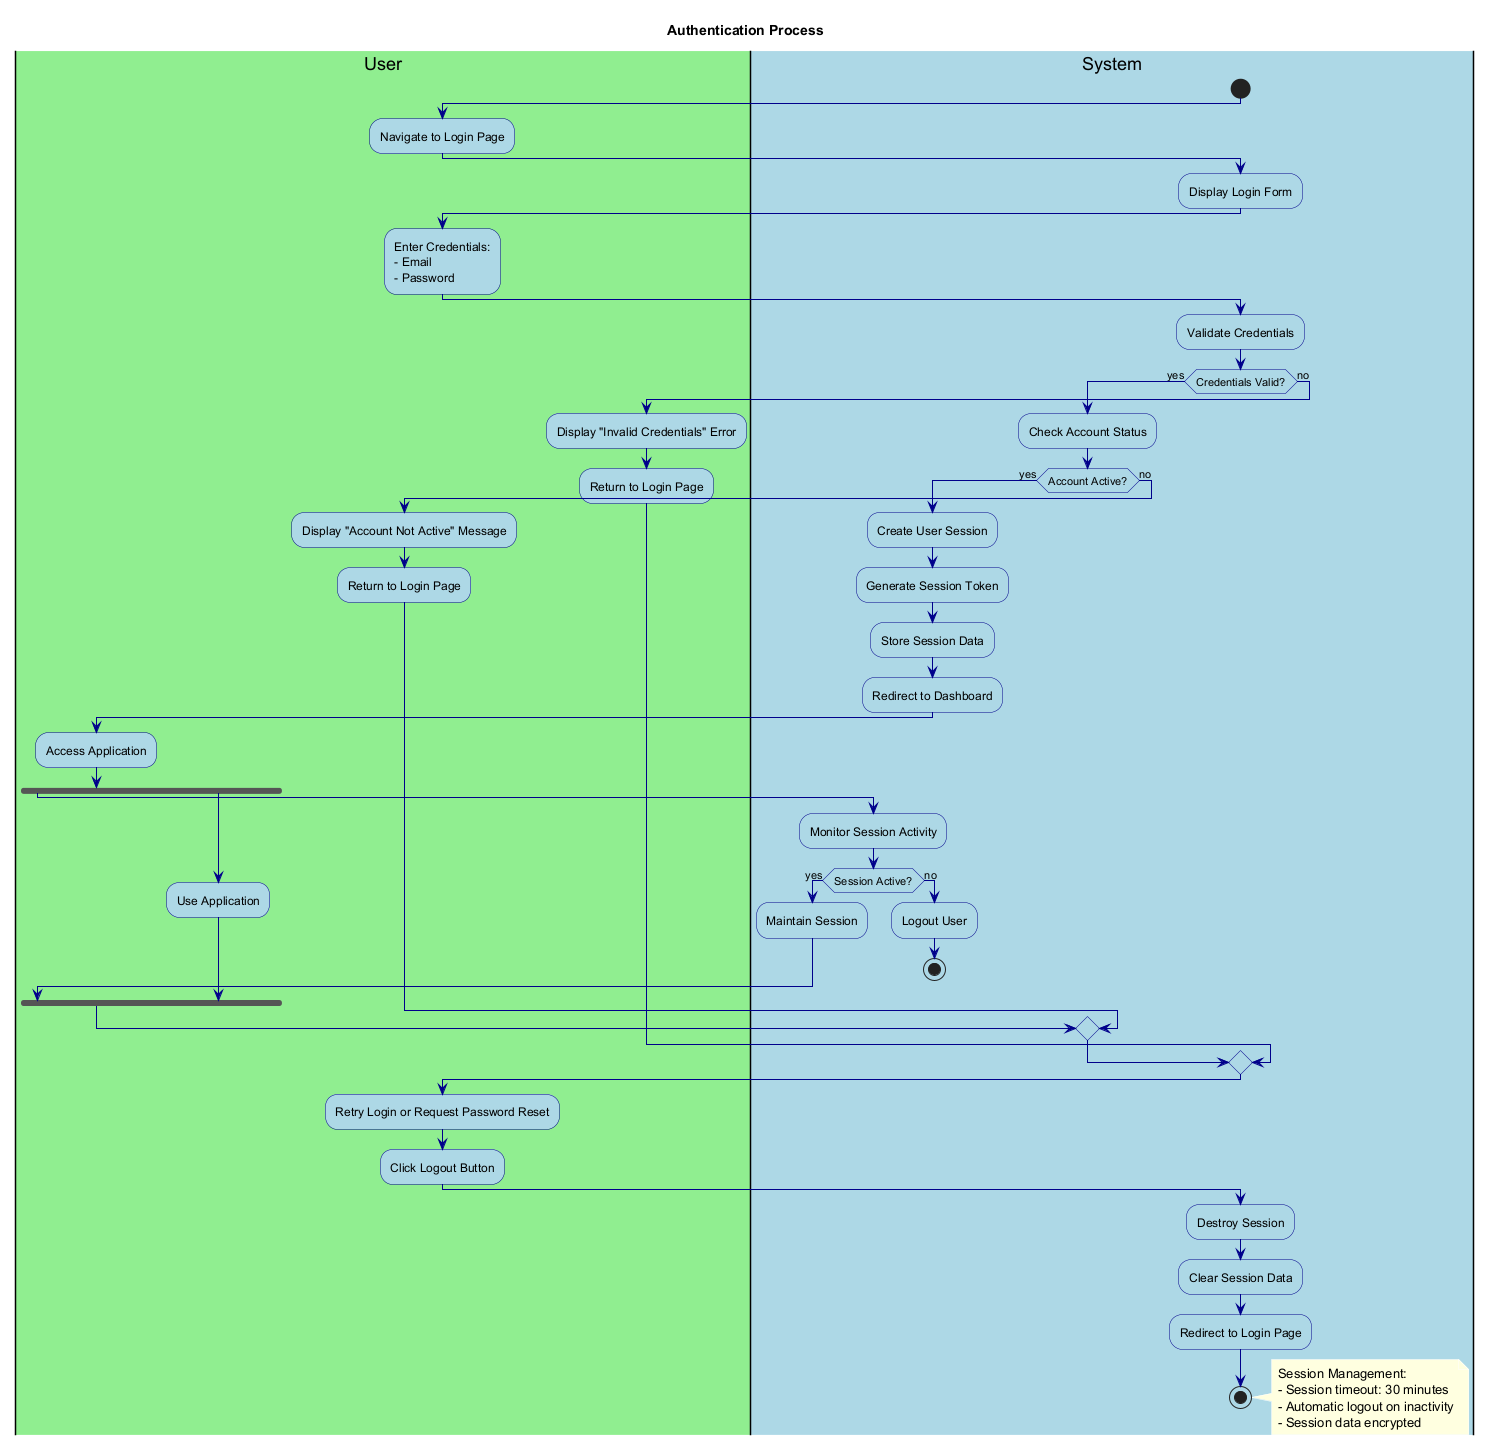 Authentication Process
User
System
Navigate to Login Page
Display Login Form
Enter Credentials:
- Email
- Password
Validate Credentials
yes
Credentials Valid?
no
Display "Invalid Credentials" Error
Check Account Status
Return to Login Page
yes
Account Active?
no
Display "Account Not Active" Message
Create User Session
Return to Login Page
Generate Session Token
Store Session Data
Redirect to Dashboard
Access Application
Monitor Session Activity
yes
Session Active?
no
Use Application
Maintain Session
Logout User
Retry Login or Request Password Reset
Click Logout Button
Destroy Session
Clear Session Data
Redirect to Login Page
Session Management:
- Session timeout: 30 minutes
- Automatic logout on inactivity
- Session data encrypted